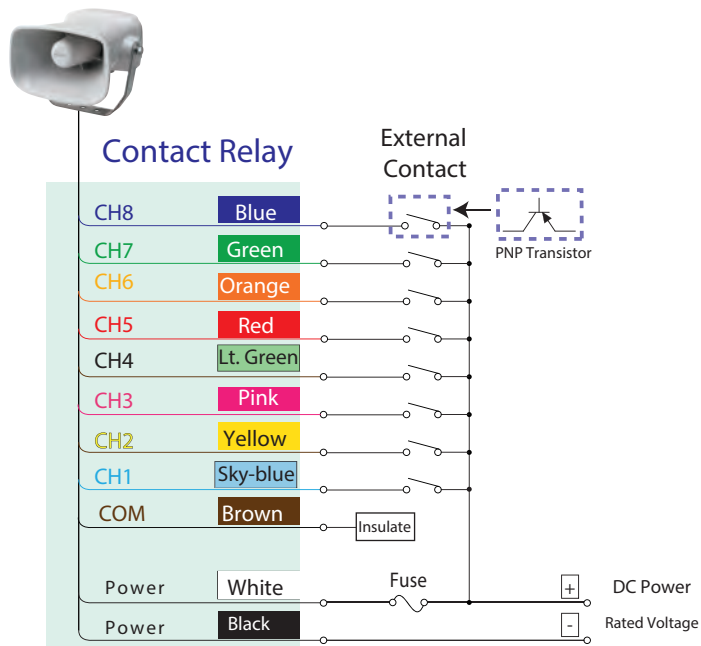 Contact Relay
External
Contact
PNP Transistor
CH8 Blue
CH7 Green
CH6 Orange
CH5 Red
CH4 Lt. Green
CH3 Pink
CH2 Yellow
CH1 Sky-blue
COM Brown
Insulate
Power White Fuse + DC Power
Power Black - Rated Voltage